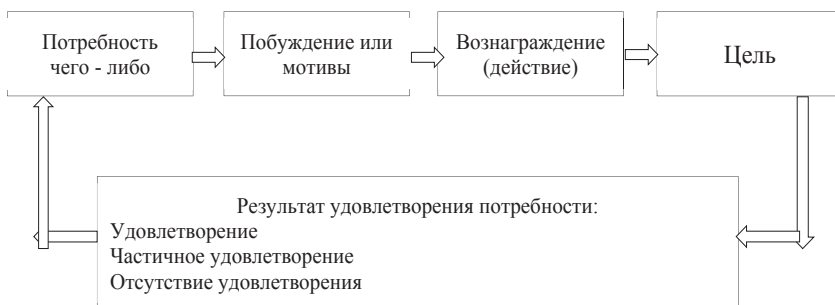 Потребность
чего - либо
Побуждение или
мотивы
Вознаграждение
(действие)
Цель
Результат удовлетворения потребности:
Удовлетворение
Частичное удовлетворение
Отсутствие удовлетворения